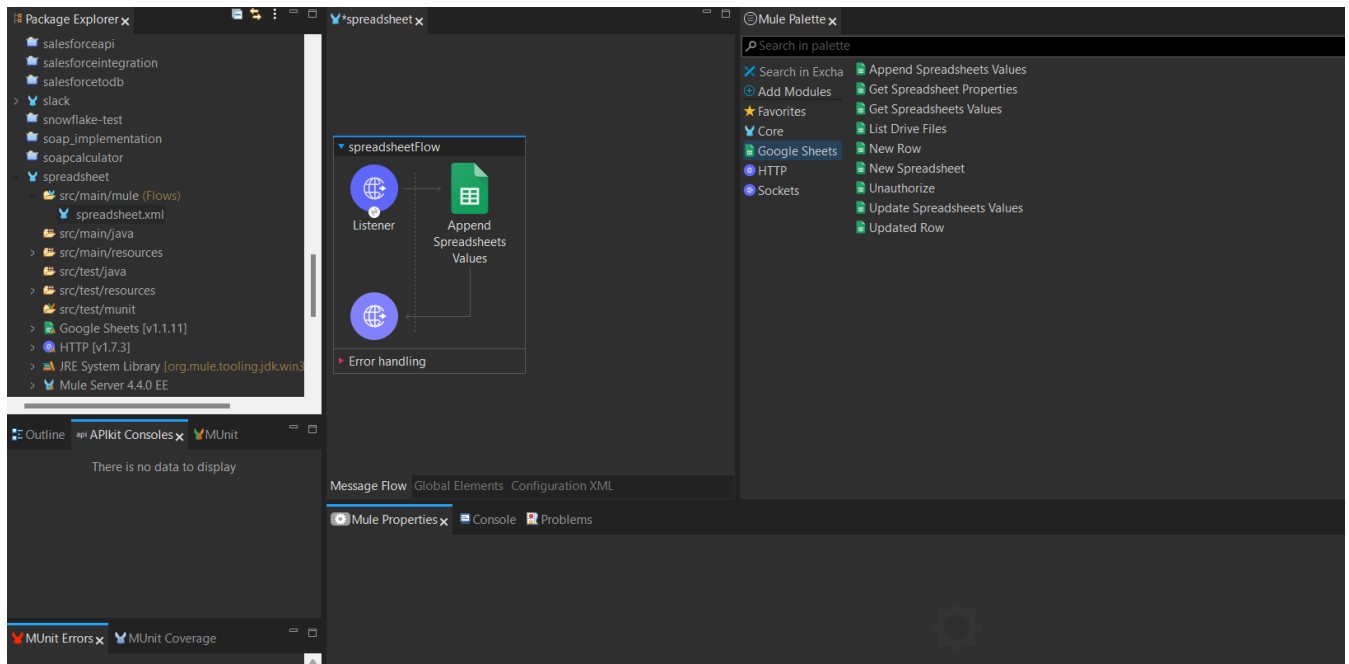 Package Explorer
salesforceapi
salesforceintegration
salesforcetodb
slack
snowflake-test
soap_implementation
soapcalculator
spreadsheet
src/main/mule (Flows)
spreadsheet.xml
src/main/java
src/main/resources
src/test/java
src/test/resources
src/test/munit
Google Sheets [v1.1.11]
HTTP [v1.7.3]
JRE System Library [org.mule.tooling.jdk.win3
Mule Server 4.4.0 EE
Outline api APIkit Consoles MUnit
There is no data to display
MUnit Errors MUnit Coverage
*spreadsheet
spreadsheetFlow
Listener
Append
Spreadsheets
Values
Error handling
Message Flow Global Elements Configuration XML
Mule Properties Console Problems
Mule Palette
Search in palette
Search in Excha
Add Modules
Favorites
Core
Google Sheets
HTTP
Sockets
Append Spreadsheets Values
Get Spreadsheet Properties
Get Spreadsheets Values
List Drive Files
New Row
New Spreadsheet
Unauthorize
Update Spreadsheets Values
Updated Row